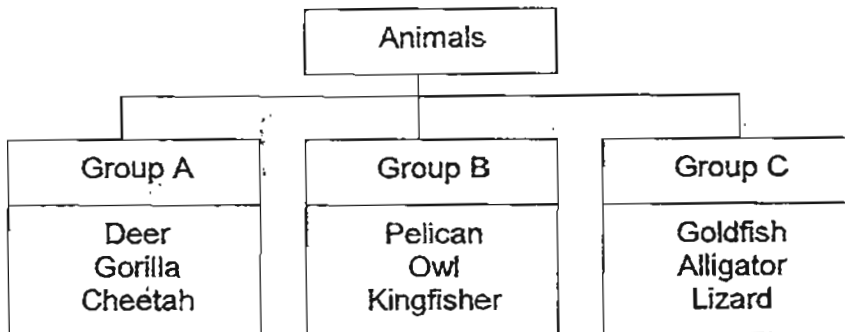 Animals
Group A
Group B
Group C
Deer
Gorilla
Cheetah
Pelican
Owl
Kingfisher
Goldfish
Alligator
Lizard